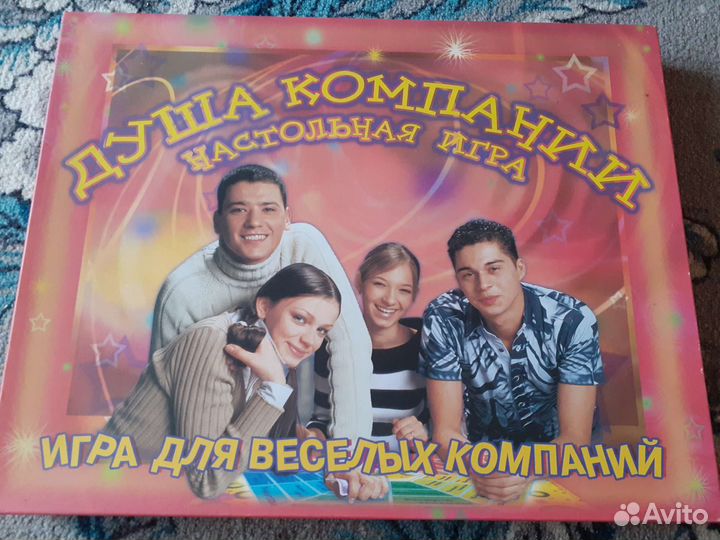 ДУША КОМПАНИИ
НАСТОЛЬНАЯ ИГРА
ИГРА ДЛЯ ВЕСЕЛЫХ КОМПАНИЙ
Avito